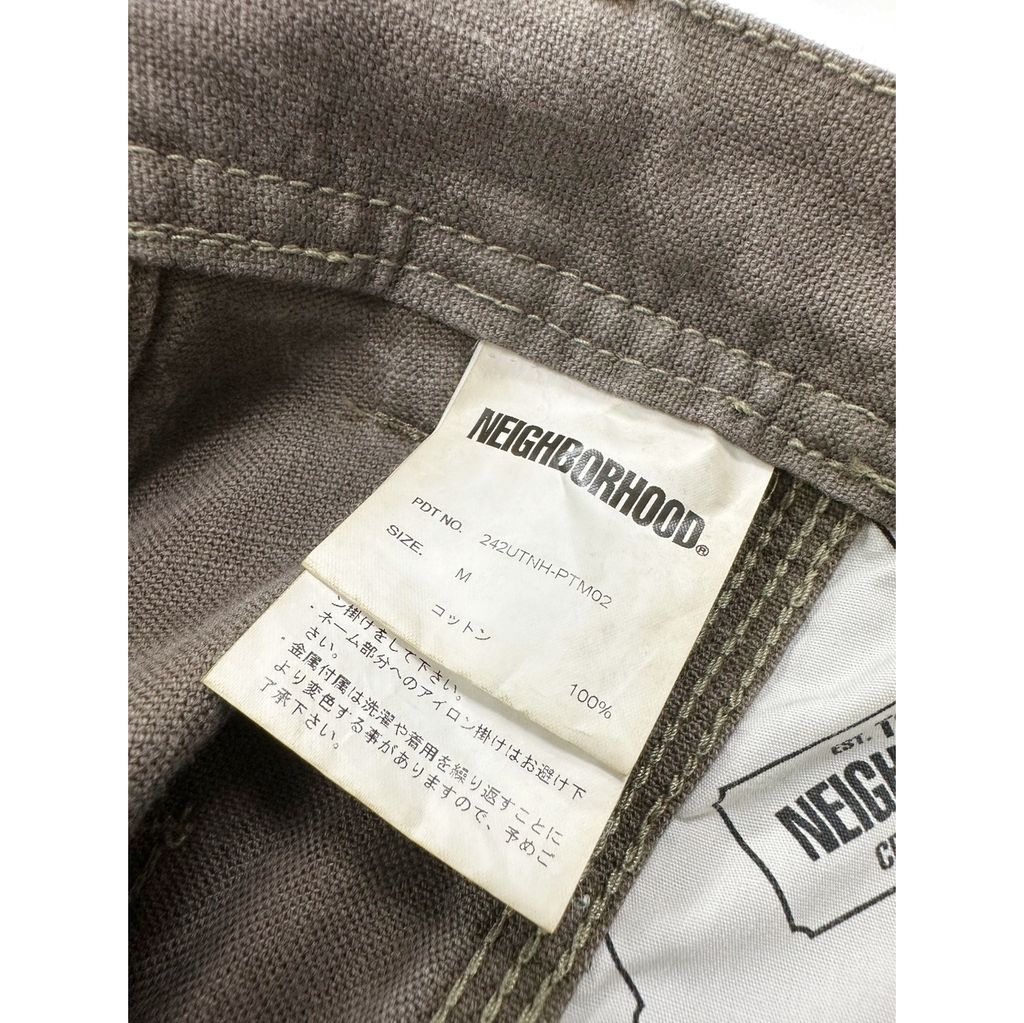 NEIGHBORHOOD®
PDT NO. 242UTNH-PTM02
SIZE. M
コットン 100%
ン掛けをして下さい。
・ネーム部分へのアイロン掛けはお避け下
さい。
・金属付属は洗濯や着用を繰り返すことに
より変色する事がありますので、予めご
了承下さい。
EST. 1
NEIGH